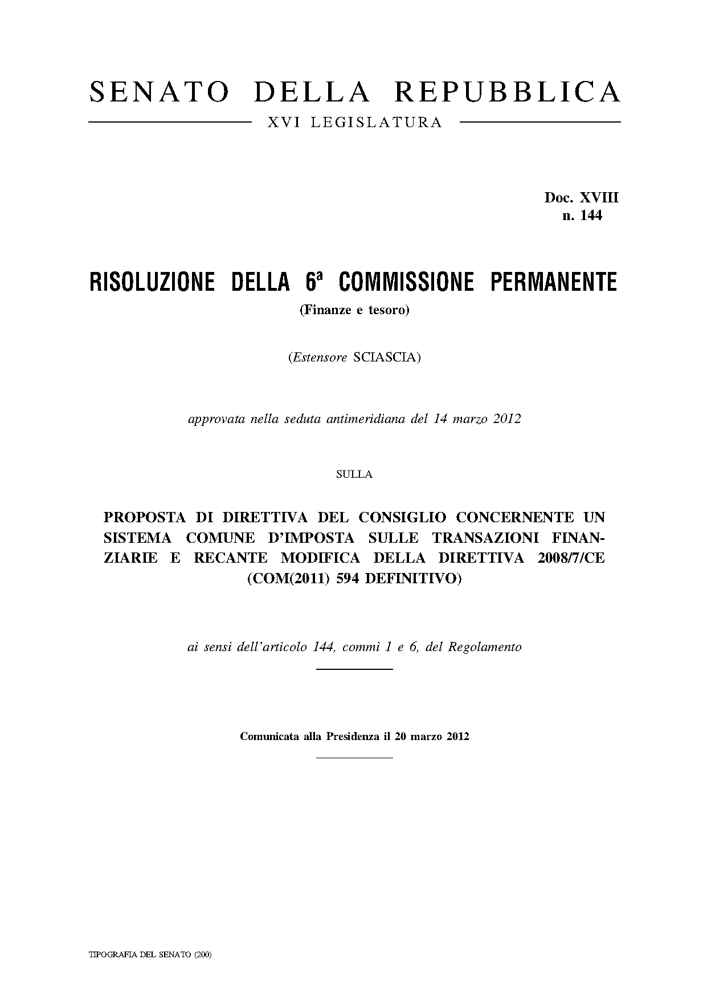 SENATO DELLA REPUBBLICA
XVI LEGISLATURA
Doc. XVIII
n. 144
RISOLUZIONE DELLA 6ª COMMISSIONE PERMANENTE
(Finanze e tesoro)
(Estensore SCIASCIA)
approvata nella seduta antimeridiana del 14 marzo 2012
SULLA
PROPOSTA DI DIRETTIVA DEL CONSIGLIO CONCERNENTE UN
SISTEMA COMUNE D'IMPOSTA SULLE TRANSAZIONI FINAN-
ZIARIE E RECANTE MODIFICA DELLA DIRETTIVA 2008/7/CE
(COM(2011) 594 DEFINITIVO)
ai sensi dell'articolo 144, commi 1 e 6, del Regolamento
Comunicata alla Presidenza il 20 marzo 2012
TIPOGRAFIA DEL SENATO (200)